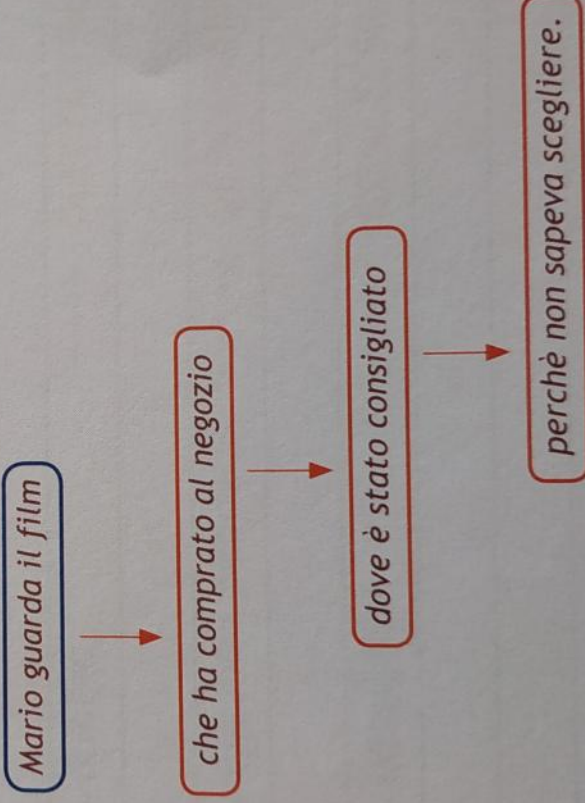 Mario guarda il film
che ha comprato al negozio
dove è stato consigliato
perchè non sapeva scegliere.